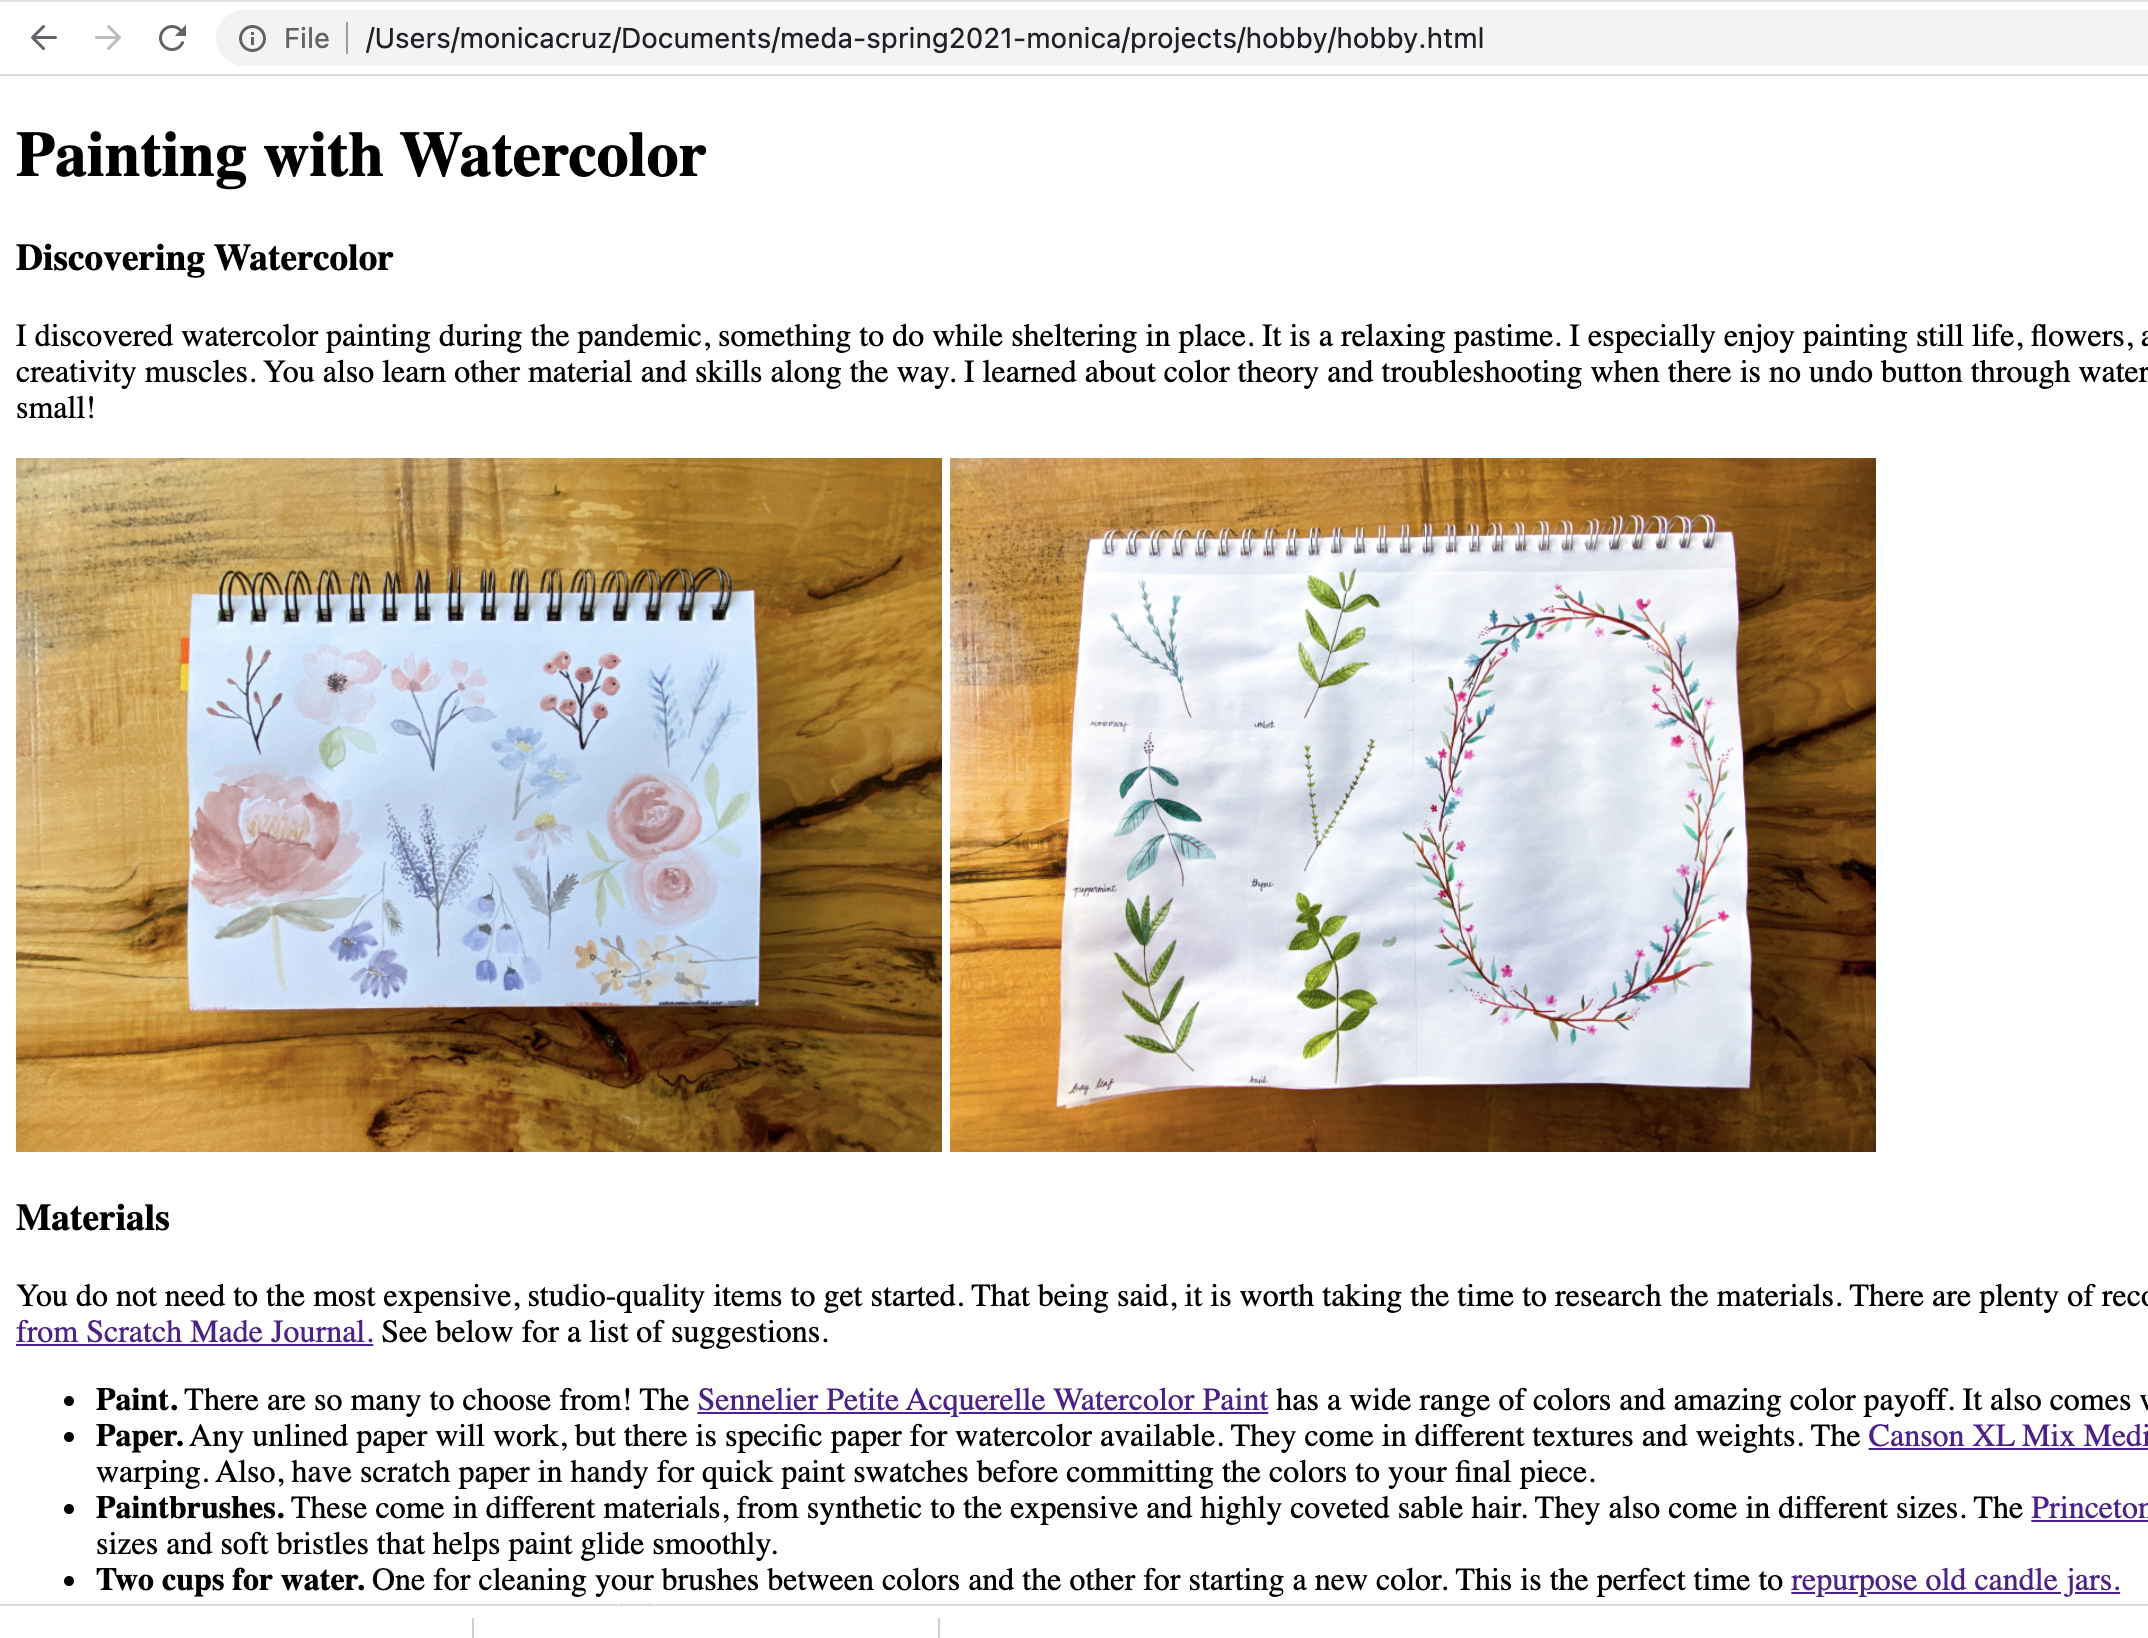 File /Users/monicacruz/Documents/meda-spring2021-monica/projects/hobby/hobby.html
Painting with Watercolor
Discovering Watercolor
I discovered watercolor painting during the pandemic, something to do while sheltering in place. It is a relaxing pastime. I especially enjoy painting still life, flowers,
creativity muscles. You also learn other material and skills along the way. I learned about color theory and troubleshooting when there is no undo button through water
small!
rosemary
mint
peppermint
thyme
bay leaf
basil
Materials
You do not need to the most expensive, studio-quality items to get started. That being said, it is worth taking the time to research the materials. There are plenty of reco
from Scratch Made Journal. See below for a list of suggestions.
• Paint. There are so many to choose from! The Sennelier Petite Acquerelle Watercolor Paint has a wide range of colors and amazing color payoff. It also comes
• Paper. Any unlined paper will work, but there is specific paper for watercolor available. They come in different textures and weights. The Canson XL Mix Medi
warping. Also, have scratch paper in handy for quick paint swatches before committing the colors to your final piece.
• Paintbrushes. These come in different materials, from synthetic to the expensive and highly coveted sable hair. They also come in different sizes. The Princeton
sizes and soft bristles that helps paint glide smoothly.
• Two cups for water. One for cleaning your brushes between colors and the other for starting a new color. This is the perfect time to repurpose old candle jars.